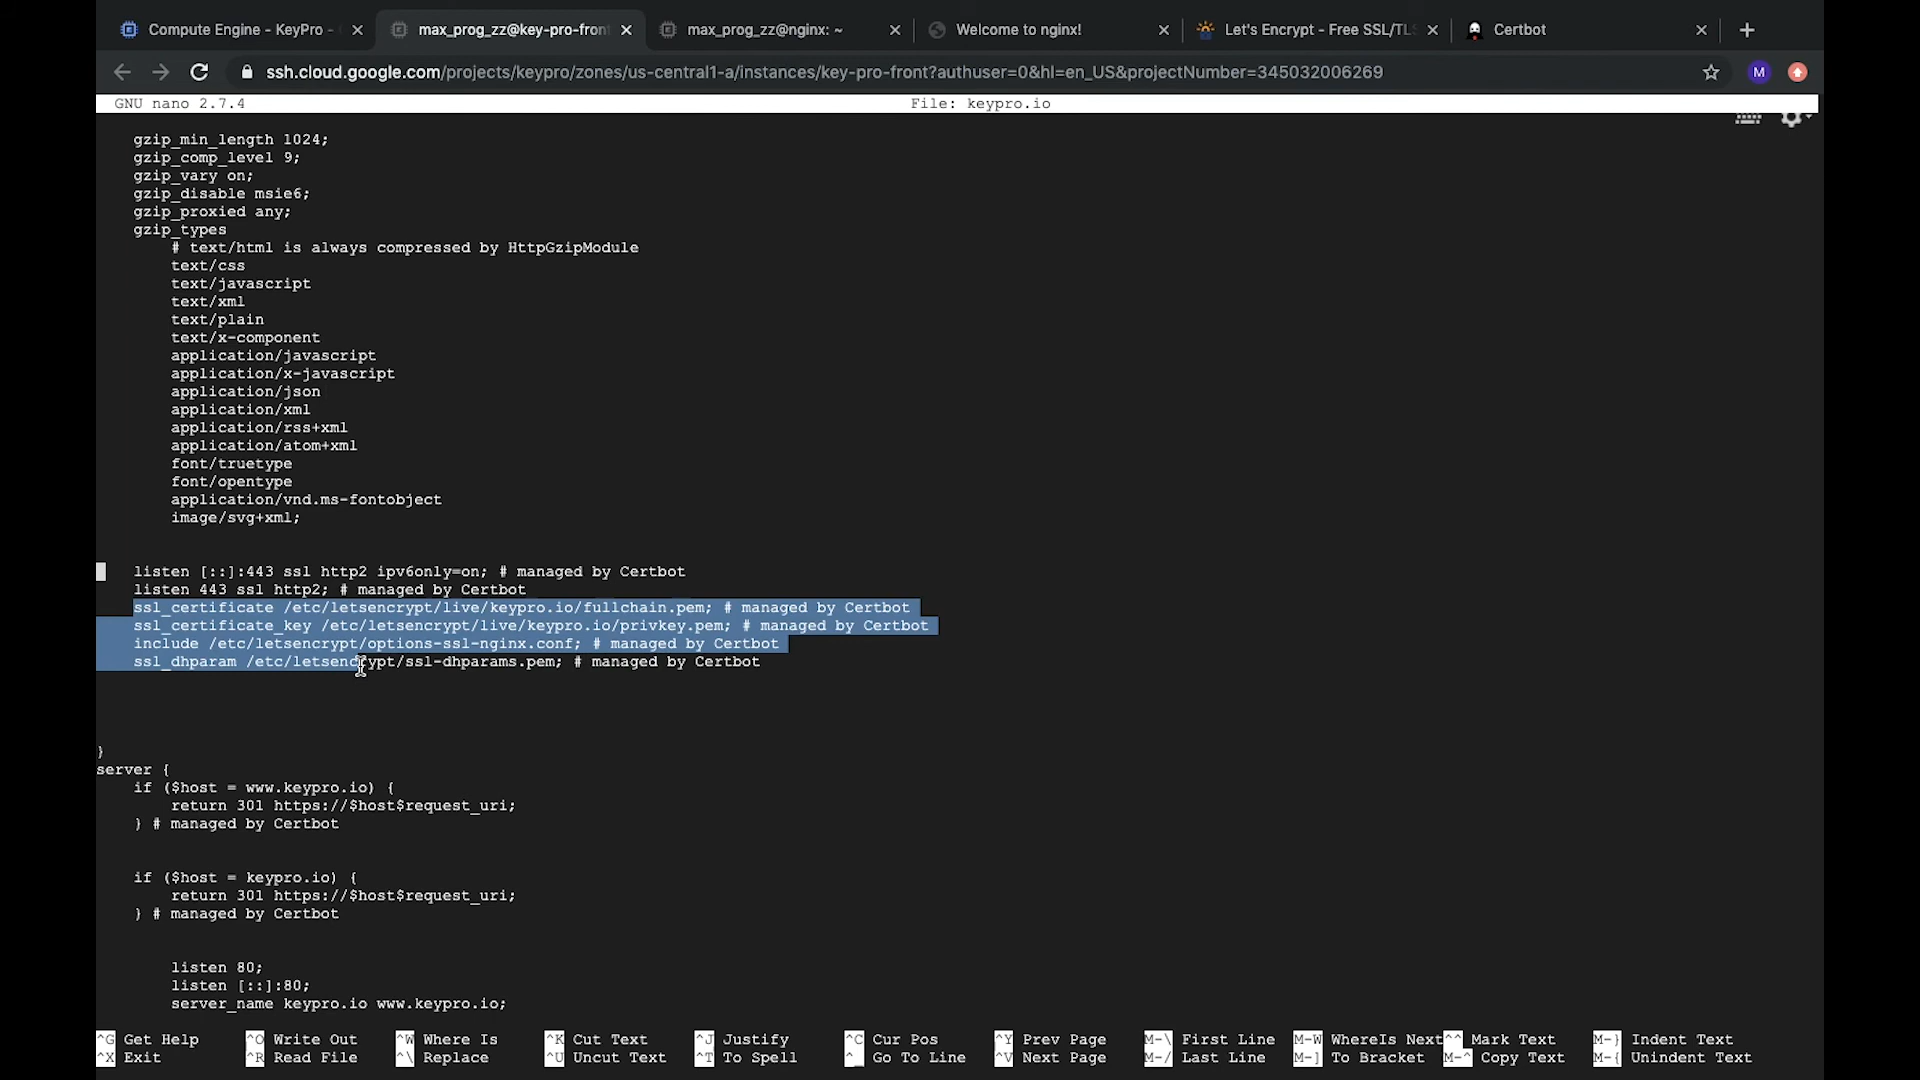 Compute Engine - KeyPro -
max_prog_zz@key-pro-front
max_prog_zz@nginx: ~
Welcome to nginx!
Let's Encrypt - Free SSL/TLS
Certbot
ssh.cloud.google.com/projects/keypro/zones/us-central1-a/instances/key-pro-front?authuser=0&hl=en_US&projectNumber=345032006269
M
GNU nano 2.7.4 File: keypro.io
gzip_min_length 1024;
gzip_comp_level 9;
gzip_vary on;
gzip_disable msie6;
gzip_proxied any;
gzip_types
# text/html is always compressed by HttpGzipModule
text/css
text/javascript
text/xml
text/plain
text/x-component
application/javascript
application/x-javascript
application/json
application/xml
application/rss+xml
application/atom+xml
font/truetype
font/opentype
application/vnd.ms-fontobject
image/svg+xml;
listen [::]:443 ssl http2 ipv6only=on; # managed by Certbot
listen 443 ssl http2; # managed by Certbot
ssl_certificate /etc/letsencrypt/live/keypro.io/fullchain.pem; # managed by Certbot
ssl_certificate_key /etc/letsencrypt/live/keypro.io/privkey.pem; # managed by Certbot
include /etc/letsencrypt/options-ssl-nginx.conf; # managed by Certbot
ssl_dhparam /etc/letsencrypt/ssl-dhparams.pem; # managed by Certbot
}
server {
if ($host = www.keypro.io) {
return 301 https://$host$request_uri;
} # managed by Certbot
if ($host = keypro.io) {
return 301 https://$host$request_uri;
} # managed by Certbot
listen 80;
listen [::]:80;
server_name keypro.io www.keypro.io;
^G Get Help ^O Write Out ^W Where Is ^K Cut Text ^J Justify ^C Cur Pos ^Y Prev Page M-\ First Line M-W WhereIs Next ^^ Mark Text M-} Indent Text
^X Exit ^R Read File ^\ Replace ^U Uncut Text ^T To Spell ^_ Go To Line ^V Next Page M-/ Last Line M-] To Bracket M-^ Copy Text M-{ Unindent Text